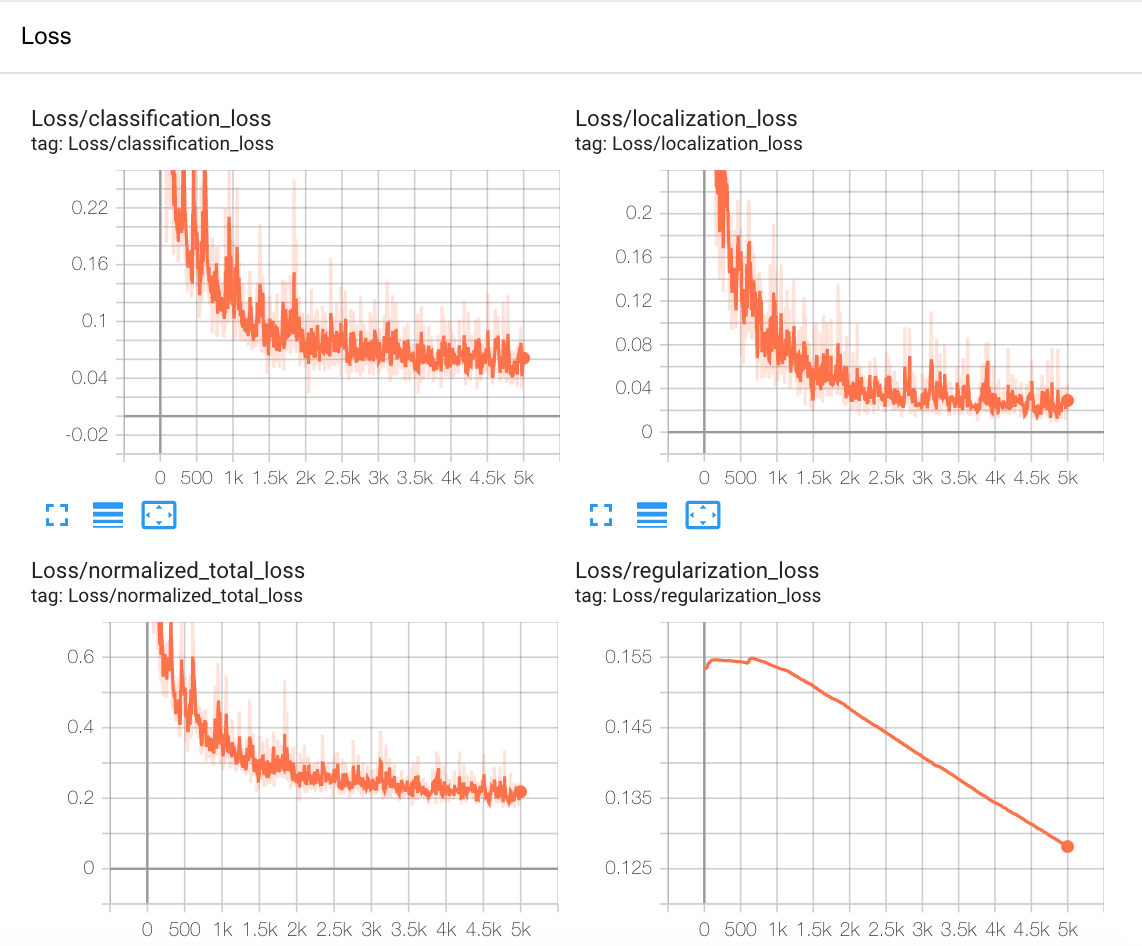 Loss
Loss/classification_loss
tag: Loss/classification_loss
0.22
0.16
0.1
0.04
-0.02
0 500 1k 1.5k 2k 2.5k 3k 3.5k 4k 4.5k 5k
Loss/localization_loss
tag: Loss/localization_loss
0.2
0.16
0.12
0.08
0.04
0
0 500 1k 1.5k 2k 2.5k 3k 3.5k 4k 4.5k 5k
Loss/normalized_total_loss
tag: Loss/normalized_total_loss
0.6
0.4
0.2
0
0 500 1k 1.5k 2k 2.5k 3k 3.5k 4k 4.5k 5k
Loss/regularization_loss
tag: Loss/regularization_loss
0.155
0.145
0.135
0.125
0 500 1k 1.5k 2k 2.5k 3k 3.5k 4k 4.5k 5k